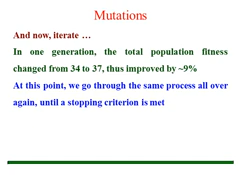 Mutations
And now, iterate …
In one generation, the total population fitness
changed from 34 to 37, thus improved by ~9%
At this point, we go through the same process all over
again, until a stopping criterion is met